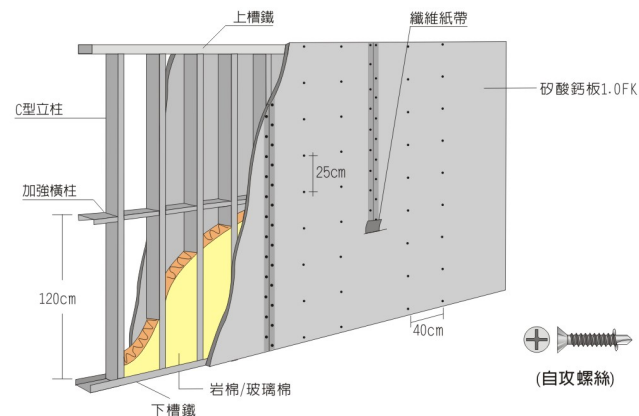 上槽鐵
纖維紙帶
矽酸鈣板1.0FK
C型立柱
25cm
加強橫柱
120cm
40cm
岩棉/玻璃棉
下槽鐵
(自攻螺絲)